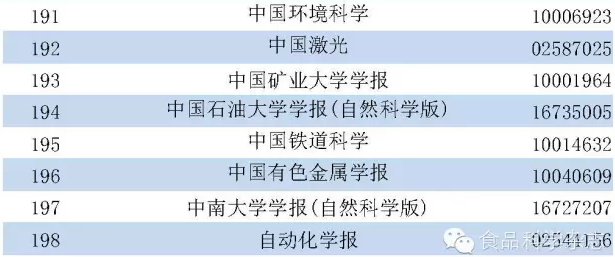 191 中国环境科学 10006923
192 中国激光 02587025
193 中国矿业大学学报 10001964
194 中国石油大学学报(自然科学版) 16735005
195 中国铁道科学 10014632
196 中国有色金属学报 10040609
197 中南大学学报(自然科学版) 16727207
198 自动化学报
食品科学杂志